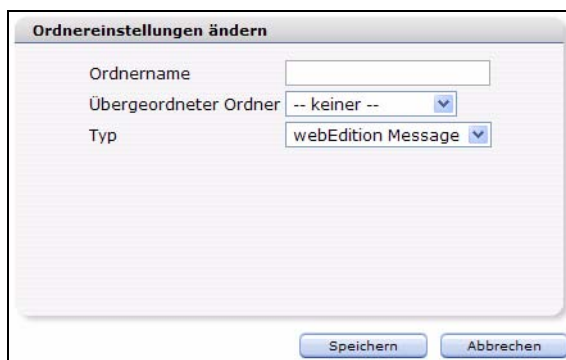 Ordnereinstellungen ändern
Ordnername
Übergeordneter Ordner -- keiner --
Typ webEdition Message
Speichern Abbrechen